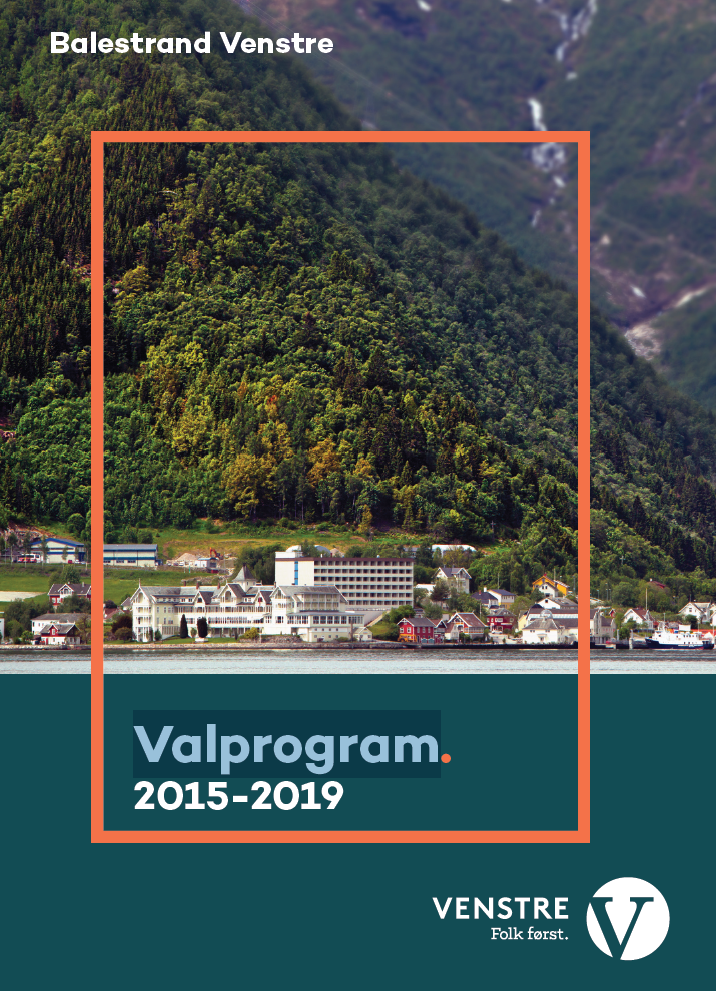 Balestrand Venstre
Valprogram.
2015-2019
VENSTRE
Folk først.
V